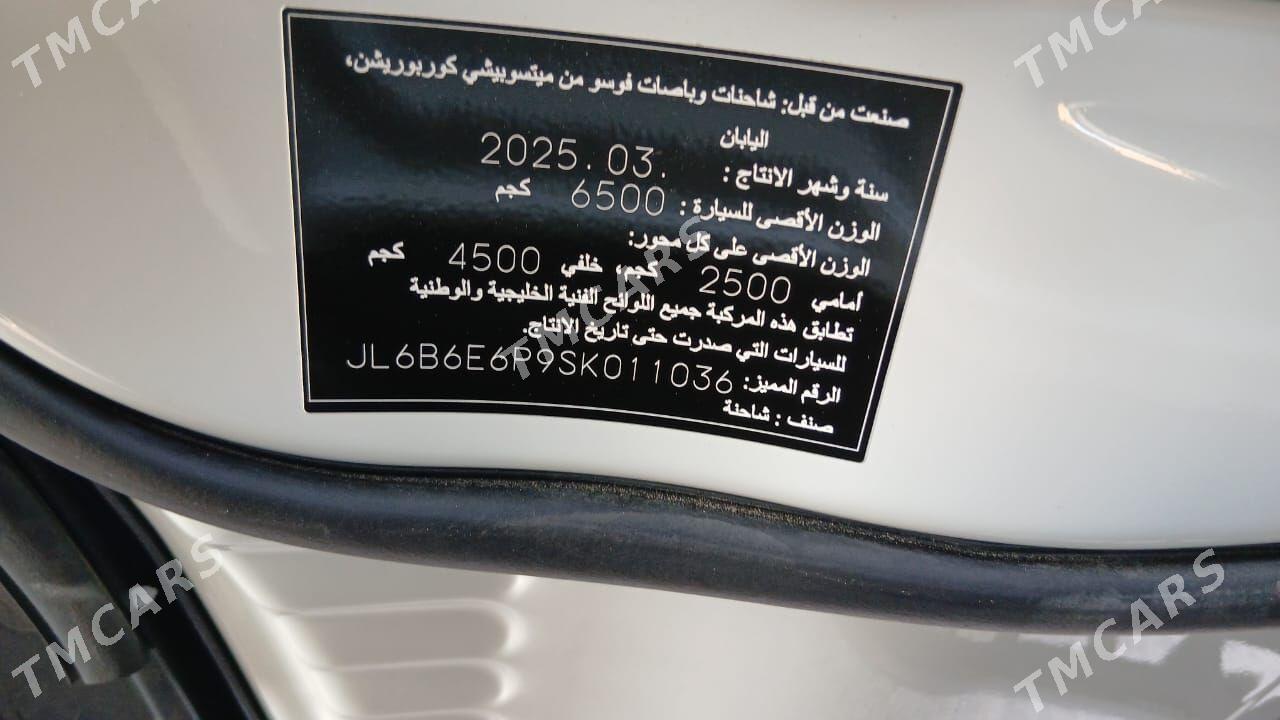 صنعت من قبل: شاحنات وباصات فوسو من ميتسوبيشي كوربوريشن،
اليابان
سنة وشهر الانتاج : 2025.03.
الوزن الأقصى للسيارة : 6500 كجم
الوزن الأقصى على كل محور:
أمامي 2500 كجم، خلفي 4500 كجم
تطابق هذه المركبة جميع اللوائح الفنية الخليجية والوطنية
للسيارات التي صدرت حتى تاريخ الانتاج.
الرقم المميز: JL6B6E6P9SK011036
صنف : شاحنة
TMCARS
TMCARS
TMCARS
TMCARS
TMCARS